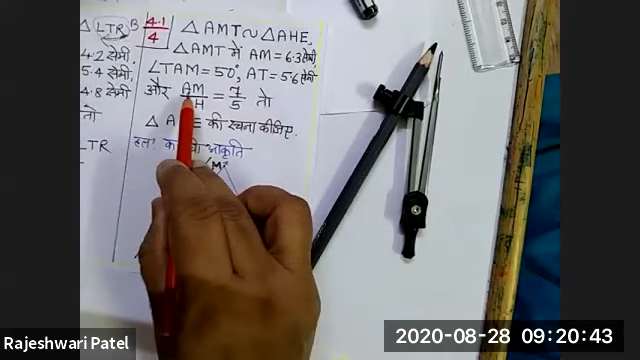 △ LTR B 4.1/4 △ AMT ~ △ AHE,
4.2 सेमी △ AMT में AM = 6.3 सेमी,
5.4 सेमी, ∠TAM = 50°, AT = 5.6 सेमी
4.8 सेमी और AM/H = 7/5 तो
तो △ A E की रचना कीजिए.
LTR हल: आकृति
M
Rajeshwari Patel
2020-08-28 09:20:43